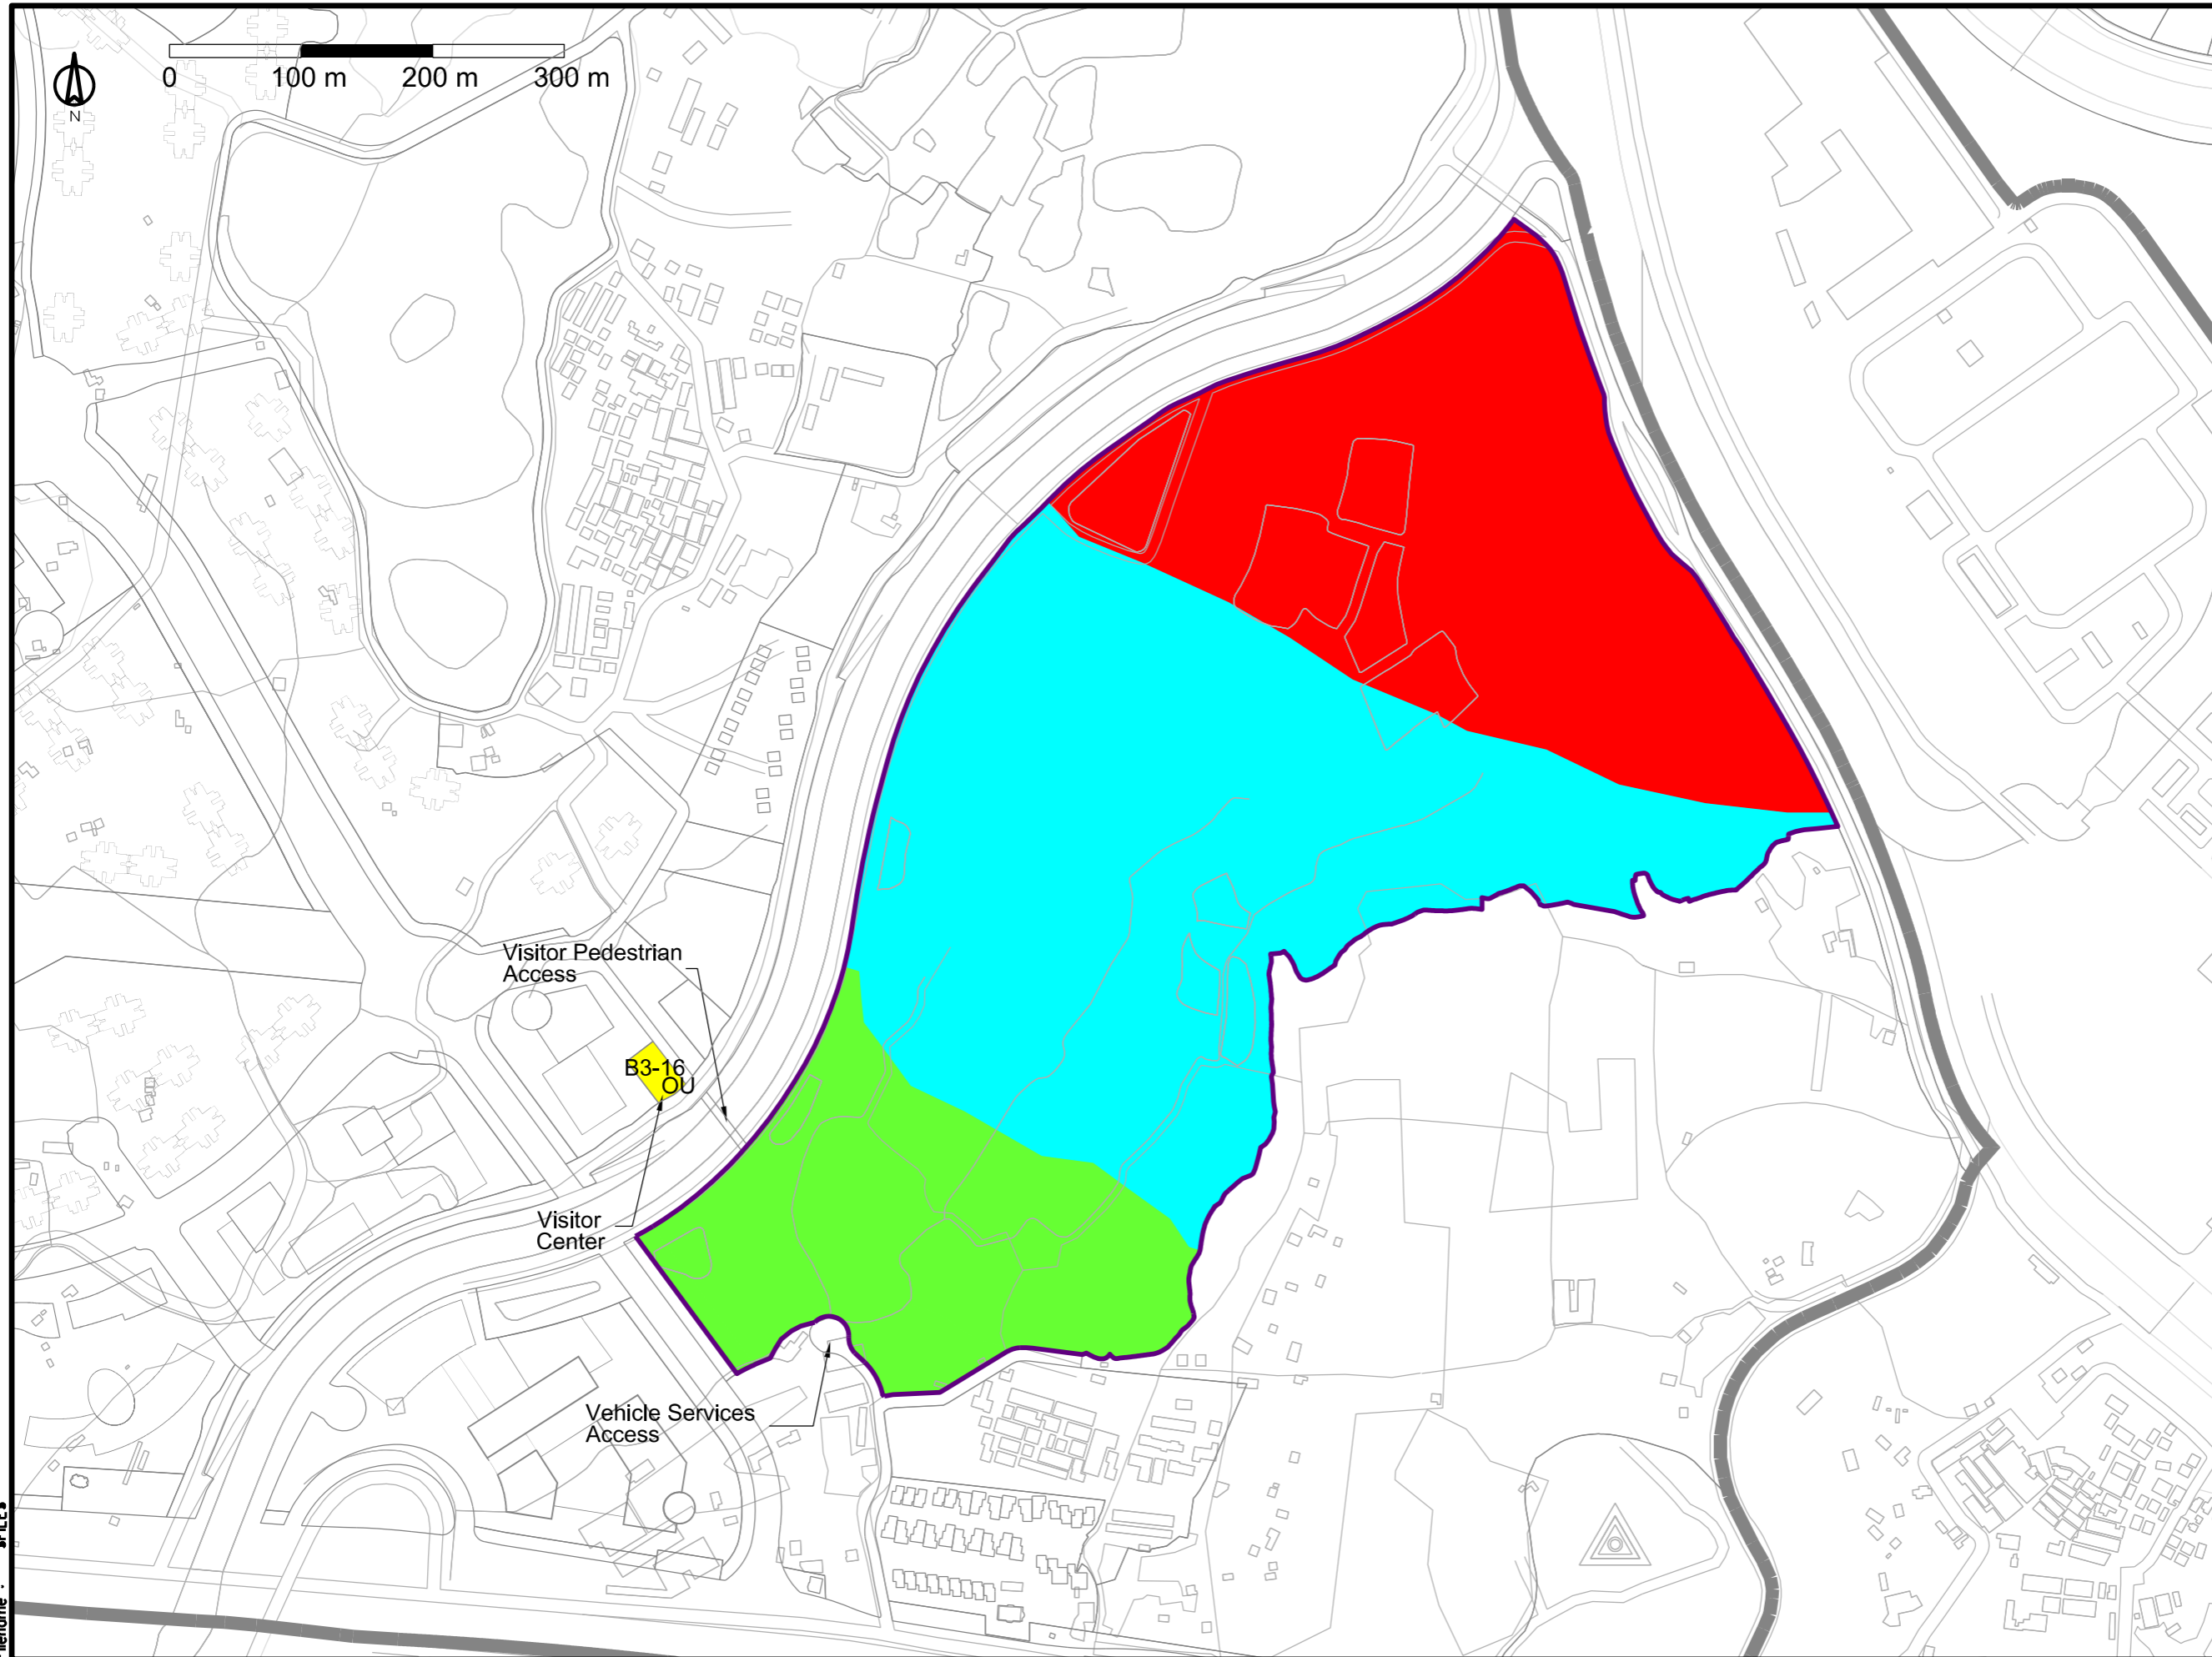 0 100 m 200 m 300 m
N
Visitor Pedestrian
Access
B3-16
OU
Visitor
Center
Vehicle Services
Access